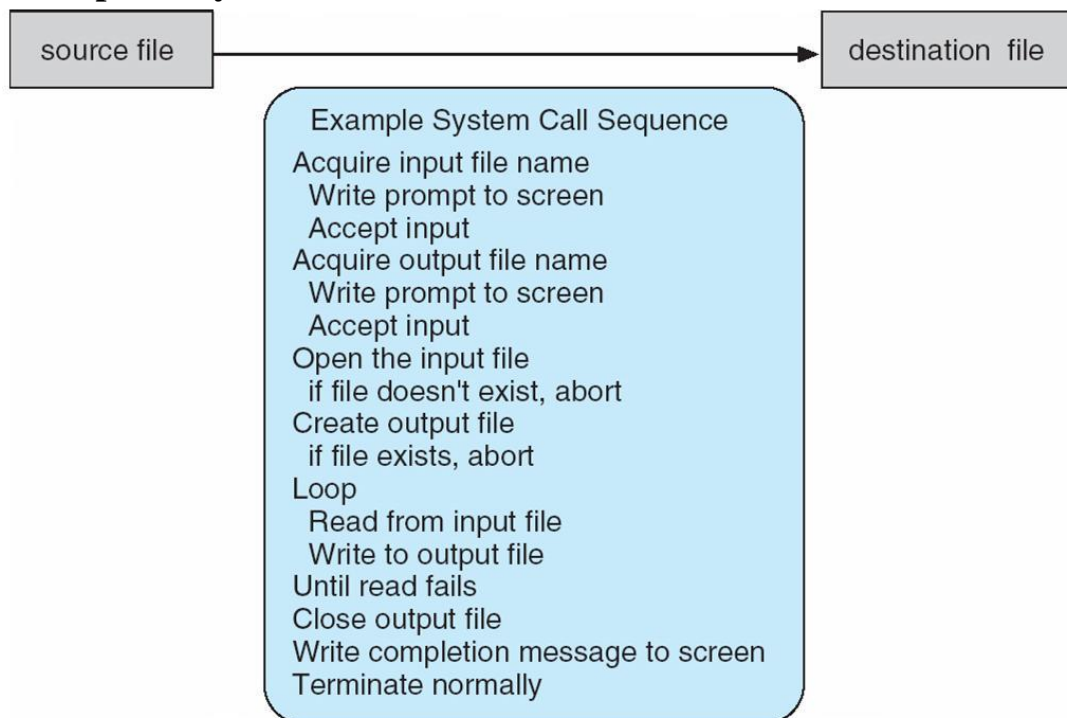 source file
destination file
Example System Call Sequence
Acquire input file name
Write prompt to screen
Accept input
Acquire output file name
Write prompt to screen
Accept input
Open the input file
if file doesn't exist, abort
Create output file
if file exists, abort
Loop
Read from input file
Write to output file
Until read fails
Close output file
Write completion message to screen
Terminate normally